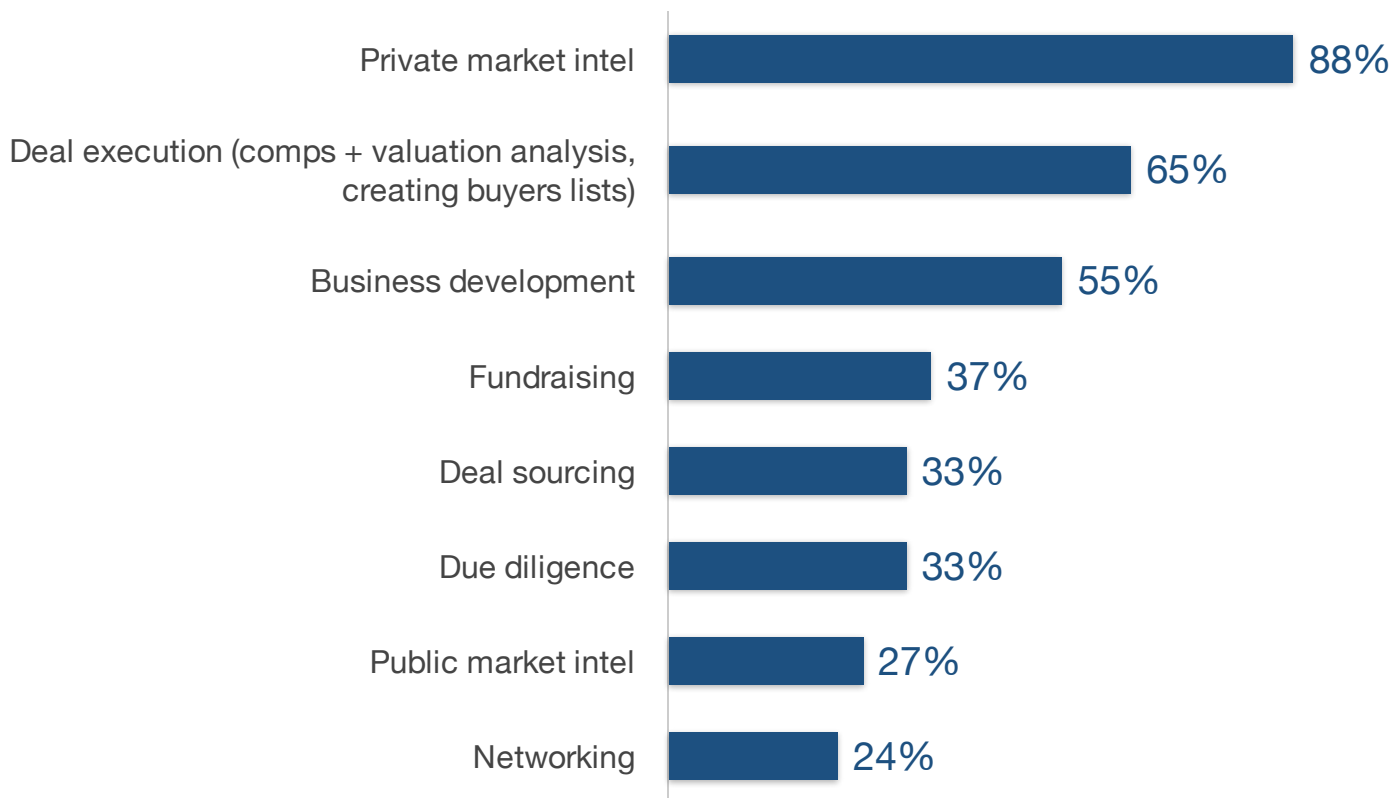 Private market intel 88%
Deal execution (comps + valuation analysis,
creating buyers lists) 65%
Business development 55%
Fundraising 37%
Deal sourcing 33%
Due diligence 33%
Public market intel 27%
Networking 24%